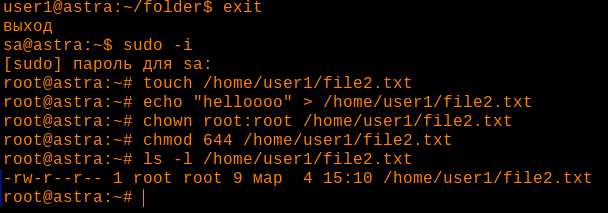 user1@astra:~/folder$ exit
выход
sa@astra:~$ sudo -i
[sudo] пароль для sa:
root@astra:~# touch /home/user1/file2.txt
root@astra:~# echo "helloooo" > /home/user1/file2.txt
root@astra:~# chown root:root /home/user1/file2.txt
root@astra:~# chmod 644 /home/user1/file2.txt
root@astra:~# ls -l /home/user1/file2.txt
-rw-r--r-- 1 root root 9 мар  4 15:10 /home/user1/file2.txt
root@astra:~#